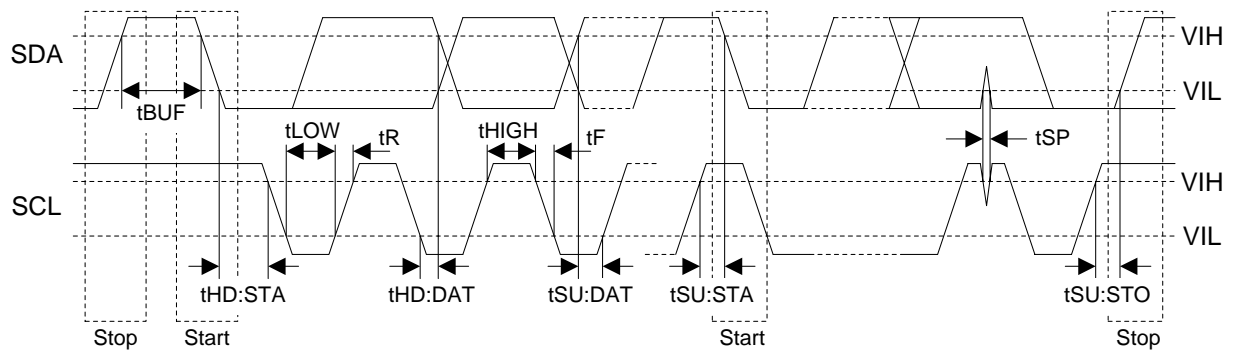 SDA
VIH
VIL
tBUF
tLOW
tR
tHIGH
tF
tSP
SCL
VIH
VIL
tHD:STA
tHD:DAT
tSU:DAT
tSU:STA
tSU:STO
Stop
Start
Start
Stop